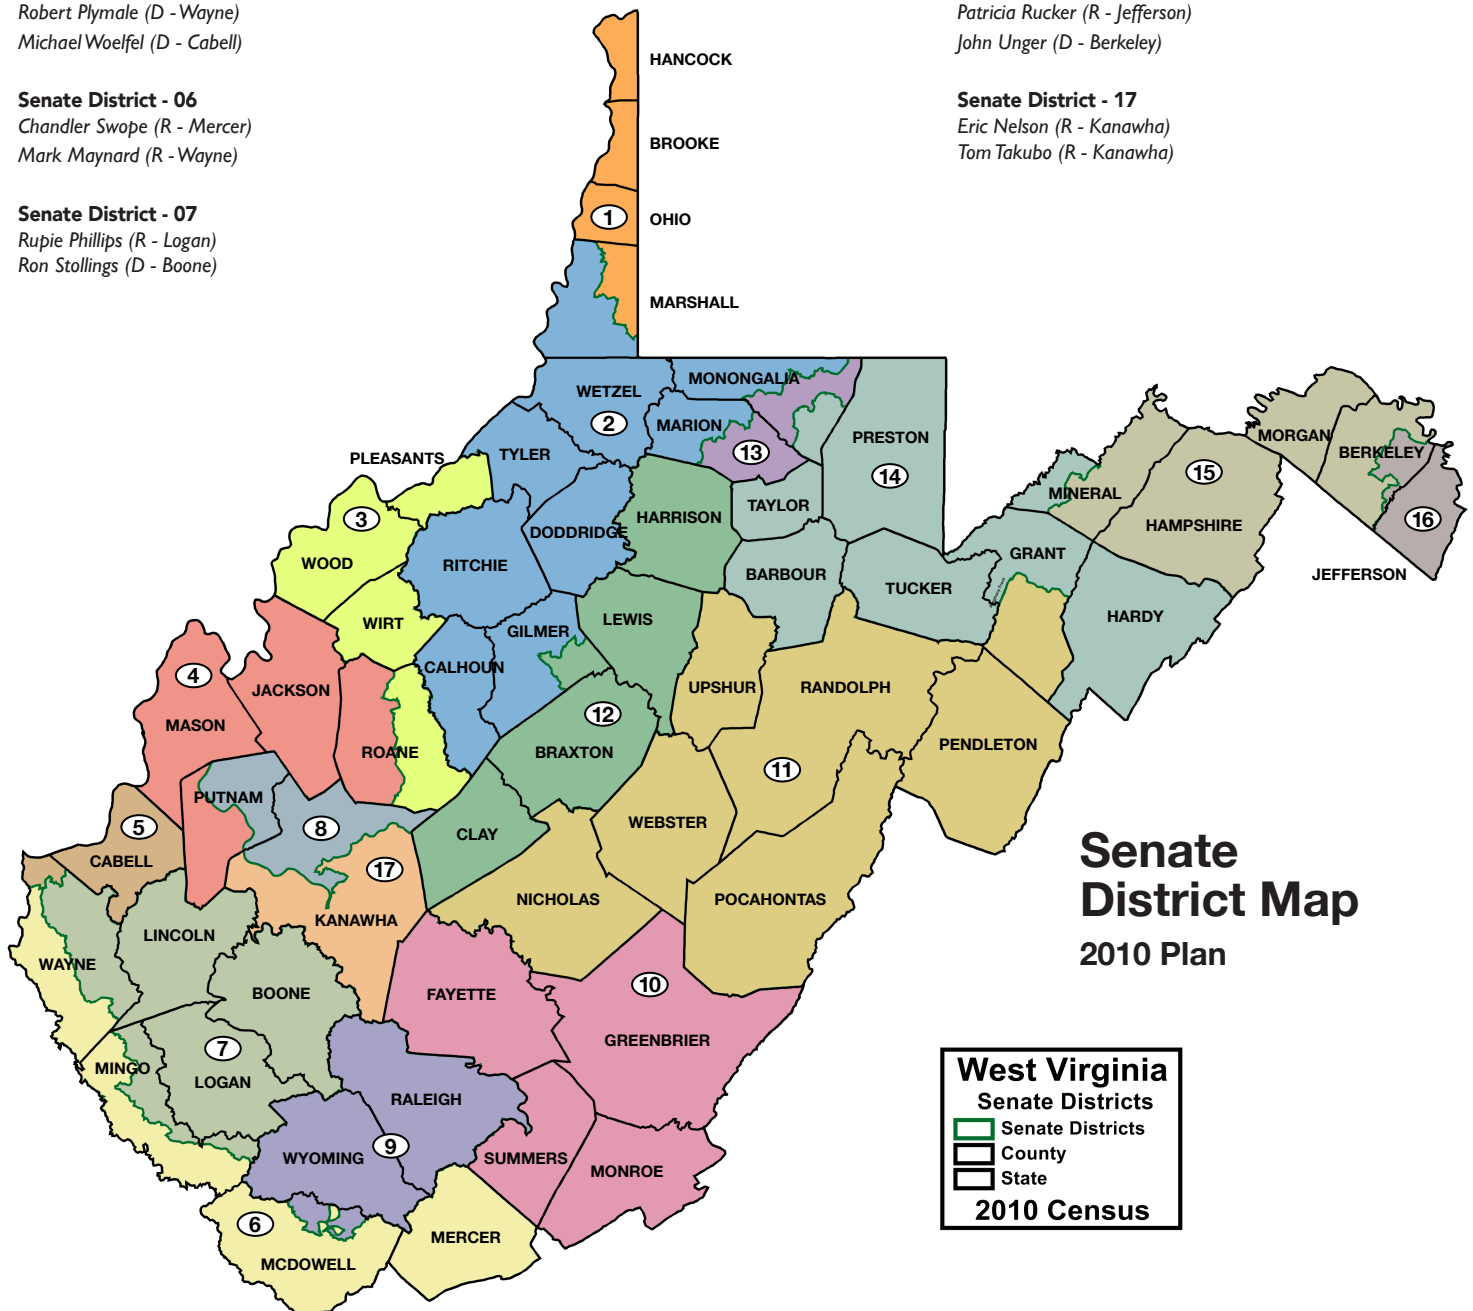 Robert Plymale (D - Wayne)
Michael Woelfel (D - Cabell)
Senate District - 06
Chandler Swope (R - Mercer)
Mark Maynard (R - Wayne)
Senate District - 07
Rupie Phillips (R - Logan)
Ron Stollings (D - Boone)
Patricia Rucker (R - Jefferson)
John Unger (D - Berkeley)
Senate District - 17
Eric Nelson (R - Kanawha)
Tom Takubo (R - Kanawha)
HANCOCK
BROOKE
1
OHIO
MARSHALL
MONONGALIA
WETZEL
2
MARION
13
PRESTON
14
TYLER
PLEASANTS
3
WOOD
MORGAN
BERKELEY
15
16
MINERAL
HAMPSHIRE
JEFFERSON
TAYLOR
HARRISON
DODDRIDGE
RITCHIE
GRANT
BARBOUR
TUCKER
HARDY
WIRT
GILMER
LEWIS
CALHOUN
4
JACKSON
MASON
UPSHUR
RANDOLPH
12
BRAXTON
ROANE
PENDLETON
11
PUTNAM
5
8
CABELL
CLAY
WEBSTER
17
KANAWHA
NICHOLAS
POCAHONTAS
LINCOLN
WAYNE
BOONE
FAYETTE
10
GREENBRIER
7
MINGO
LOGAN
RALEIGH
9
WYOMING
SUMMERS
MONROE
6
MERCER
MCDOWELL
Senate
District Map
2010 Plan
West Virginia
Senate Districts
Senate Districts
County
State
2010 Census